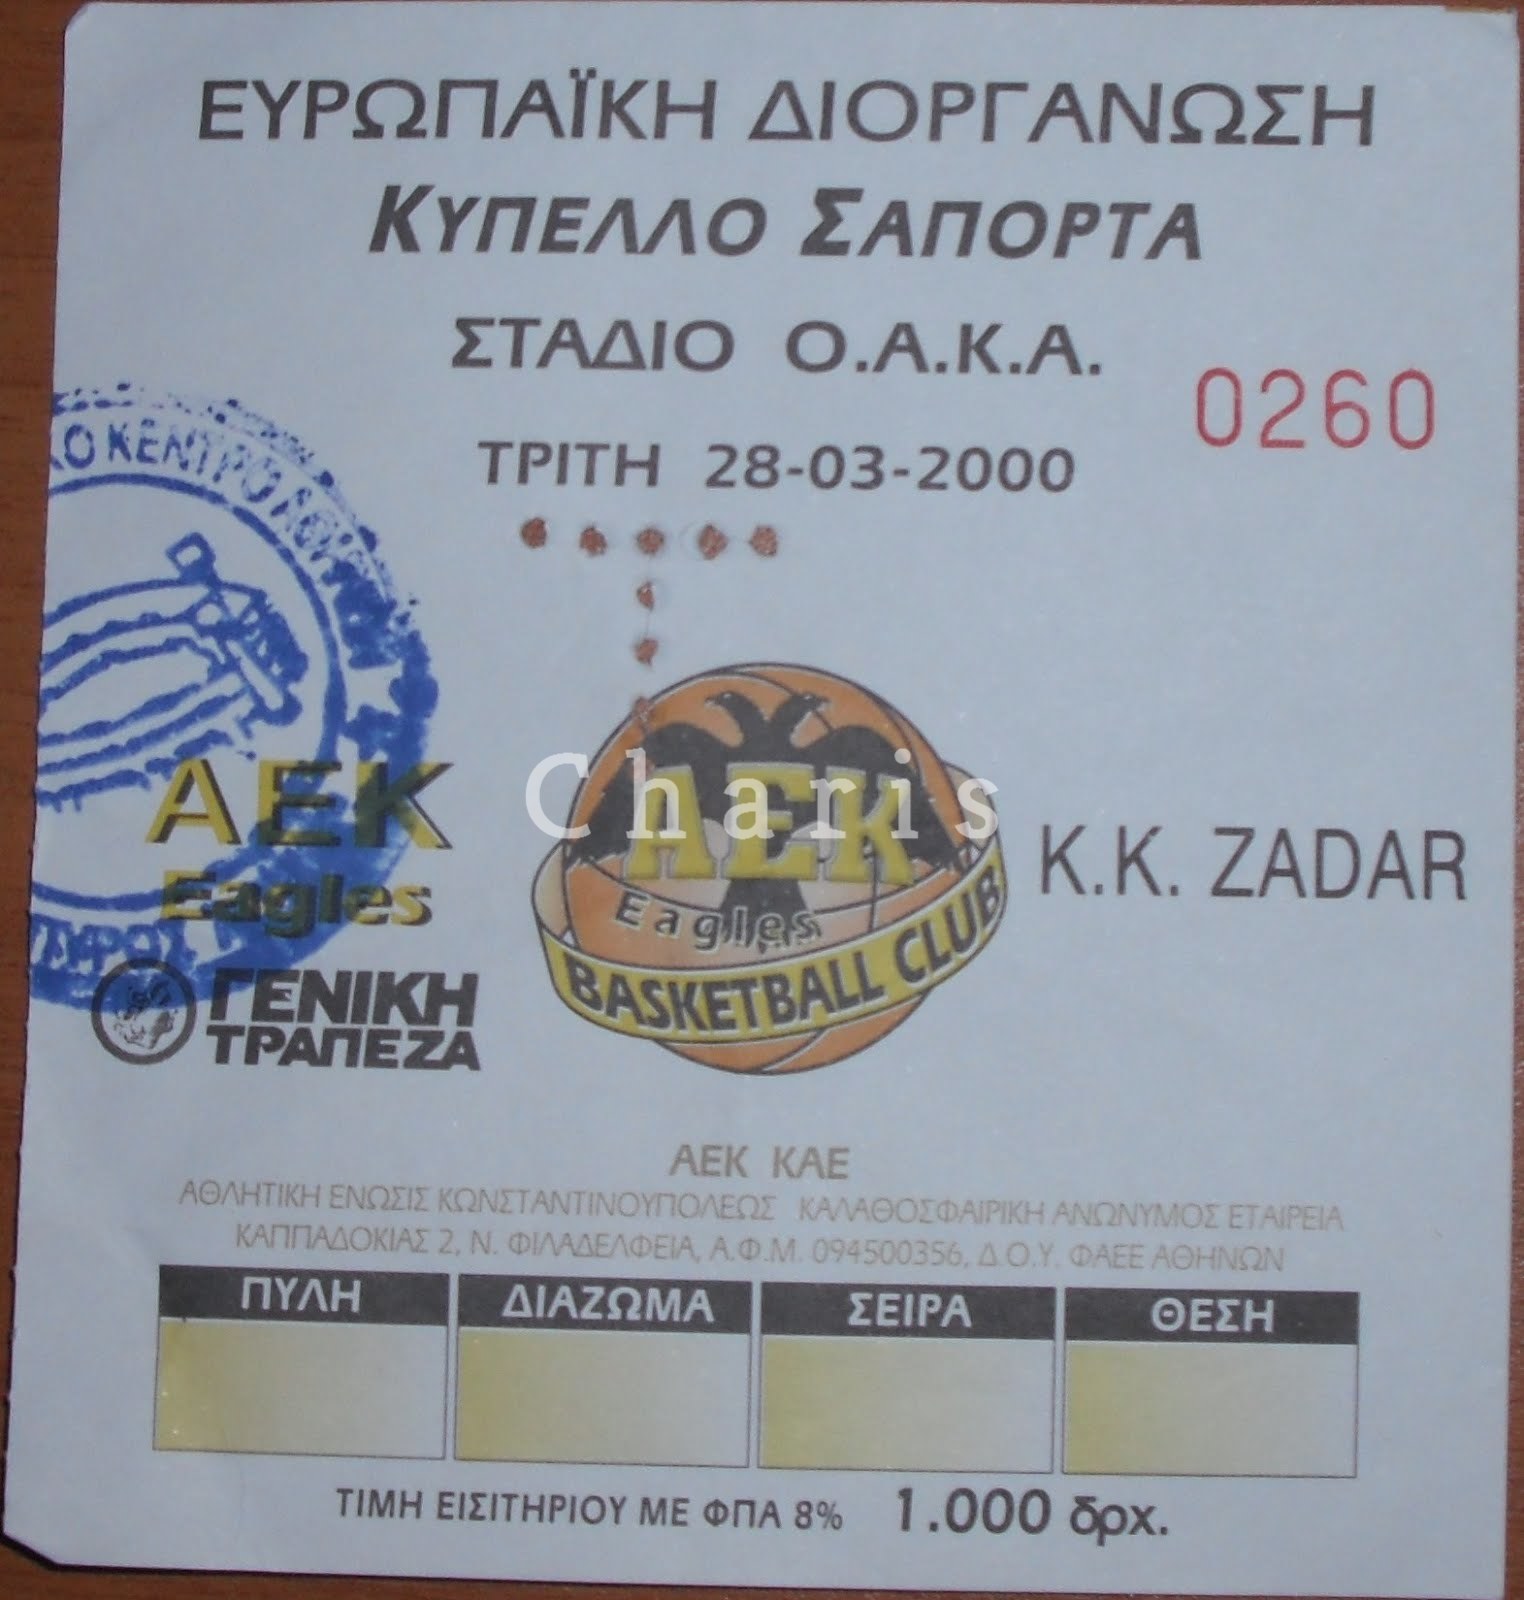 ΕΥΡΩΠΑΪΚΗ ΔΙΟΡΓΑΝΩΣΗ
ΚΥΠΕΛΛΟ ΣΑΠΟΡΤΑ
ΣΤΑΔΙΟ Ο.Α.Κ.Α.
0260
ΤΡΙΤΗ 28-03-2000
ΚΕΝΤΡΟ
ΑΕΚ
Eagles
ΓΕΝΙΚΗ
ΤΡΑΠΕΖΑ
Charis
ΑΕΚ
Eagles
BASKETBALL CLUB
K.K. ZADAR
ΑΕΚ ΚΑΕ
ΑΘΛΗΤΙΚΗ ΕΝΩΣΙΣ ΚΩΝΣΤΑΝΤΙΝΟΥΠΟΛΕΩΣ ΚΑΛΑΘΟΣΦΑΙΡΙΚΗ ΑΝΩΝΥΜΟΣ ΕΤΑΙΡΕΙΑ
ΚΑΠΠΑΔΟΚΙΑΣ 2, Ν. ΦΙΛΑΔΕΛΦΕΙΑ, Α.Φ.Μ. 094500356, Δ.Ο.Υ. ΦΑΕΕ ΑΘΗΝΩΝ
ΠΥΛΗ ΔΙΑΖΩΜΑ ΣΕΙΡΑ ΘΕΣΗ
ΤΙΜΗ ΕΙΣΙΤΗΡΙΟΥ ΜΕ ΦΠΑ 8% 1.000 δρχ.